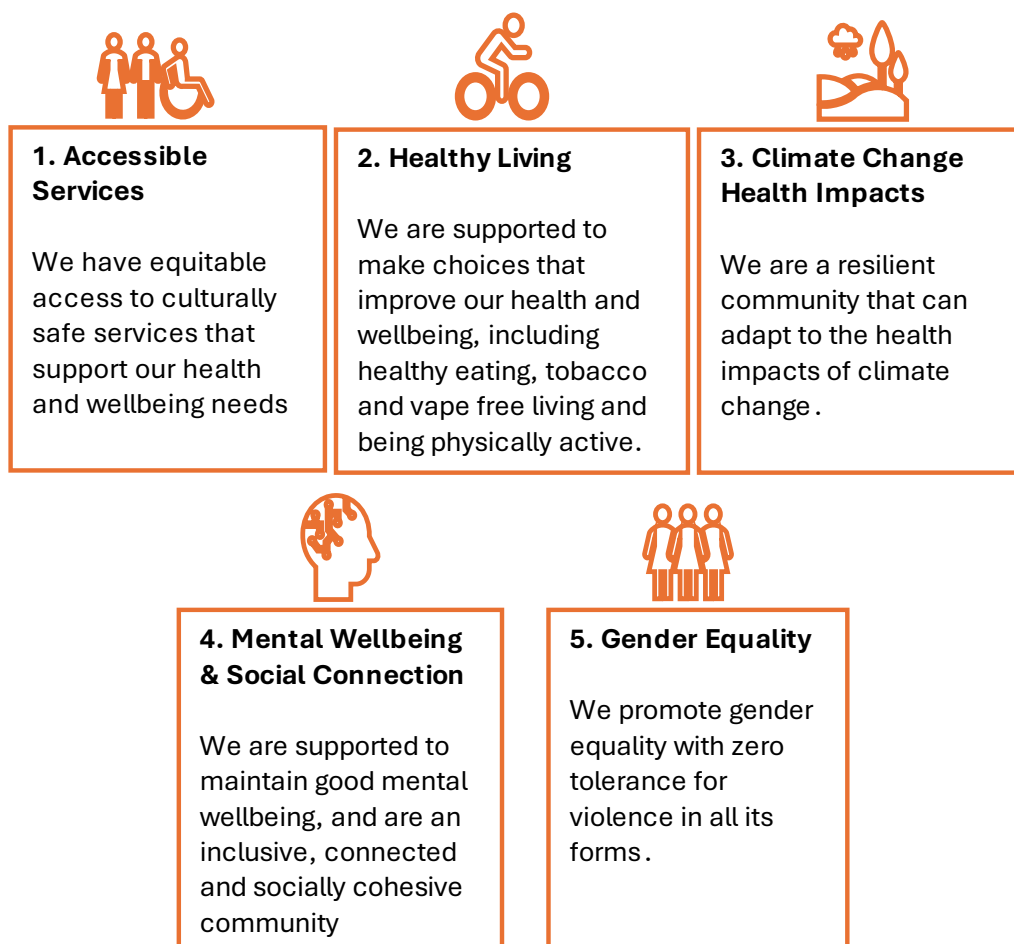 1. Accessible
Services
We have equitable
access to culturally
safe services that
support our health
and wellbeing needs
2. Healthy Living
We are supported to
make choices that
improve our health and
wellbeing, including
healthy eating, tobacco
and vape free living and
being physically active.
3. Climate Change
Health Impacts
We are a resilient
community that can
adapt to the health
impacts of climate
change.
4. Mental Wellbeing
& Social Connection
We are supported to
maintain good mental
wellbeing, and are an
inclusive, connected
and socially cohesive
community
5. Gender Equality
We promote gender
equality with zero
tolerance for
violence in all its
forms.